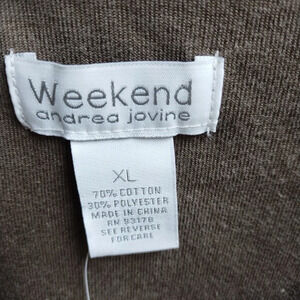 Weekend
andrea jovine
XL
70% COTTON
30% POLYESTER
MADE IN CHINA
RN 93178
SEE REVERSE
FOR CARE